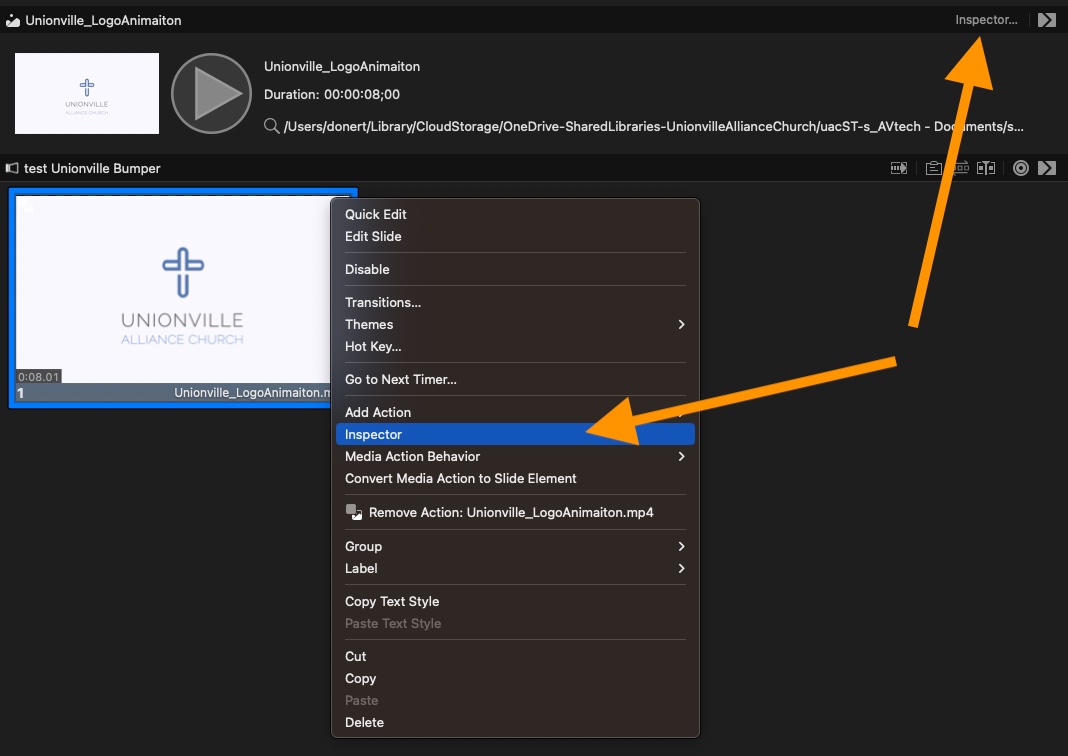 Unionville_LogoAnimaiton
Inspector...
UNIONVILLE
ALLIANCE CHURCH
Unionville_LogoAnimaiton
Duration: 00:00:08;00
/Users/donert/Library/CloudStorage/OneDrive-SharedLibraries-UnionvilleAllianceChurch/uacST-s_AVtech - Documents/s...
test Unionville Bumper
UNIONVILLE
ALLIANCE CHURCH
0:08.01
1
Unionville_LogoAnimaiton.m
Quick Edit
Edit Slide
Disable
Transitions...
Themes
Hot Key...
Go to Next Timer...
Add Action
Inspector
Media Action Behavior
Convert Media Action to Slide Element
Remove Action: Unionville_LogoAnimaiton.mp4
Group
Label
Copy Text Style
Paste Text Style
Cut
Copy
Paste
Delete